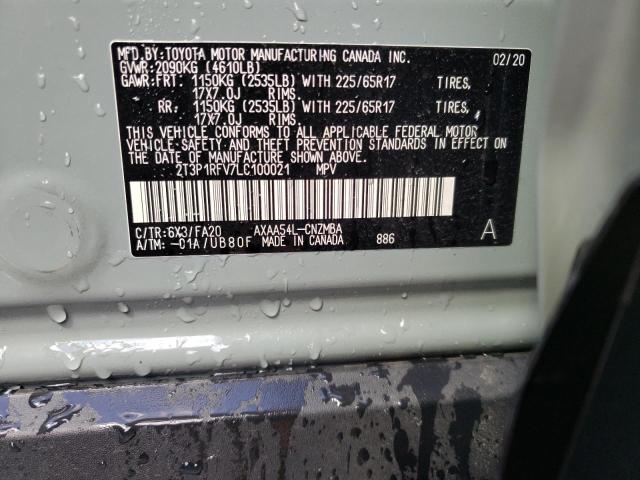 MFD.BY:TOYOTA MOTOR MANUFACTURING CANADA INC. 02/20
GVWR:2090KG (4610LB)
GAWR:FRT: 1150KG (2535LB) WITH 225/65R17 TIRES,
17X7.0J RIMS.
RR: 1150KG (2535LB) WITH 225/65R17 TIRES,
17X7.0J RIMS.
THIS VEHICLE CONFORMS TO ALL APPLICABLE FEDERAL MOTOR
VEHICLE SAFETY AND THEFT PREVENTION STANDARDS IN EFFECT ON
THE DATE OF MANUFACTURE SHOWN ABOVE.
2T3P1RFV7LC100021 MPV
C/TR:6X3/FA20 AXAA54L-CNZMBA
A/TM: -01A/UB80F MADE IN CANADA 886 A